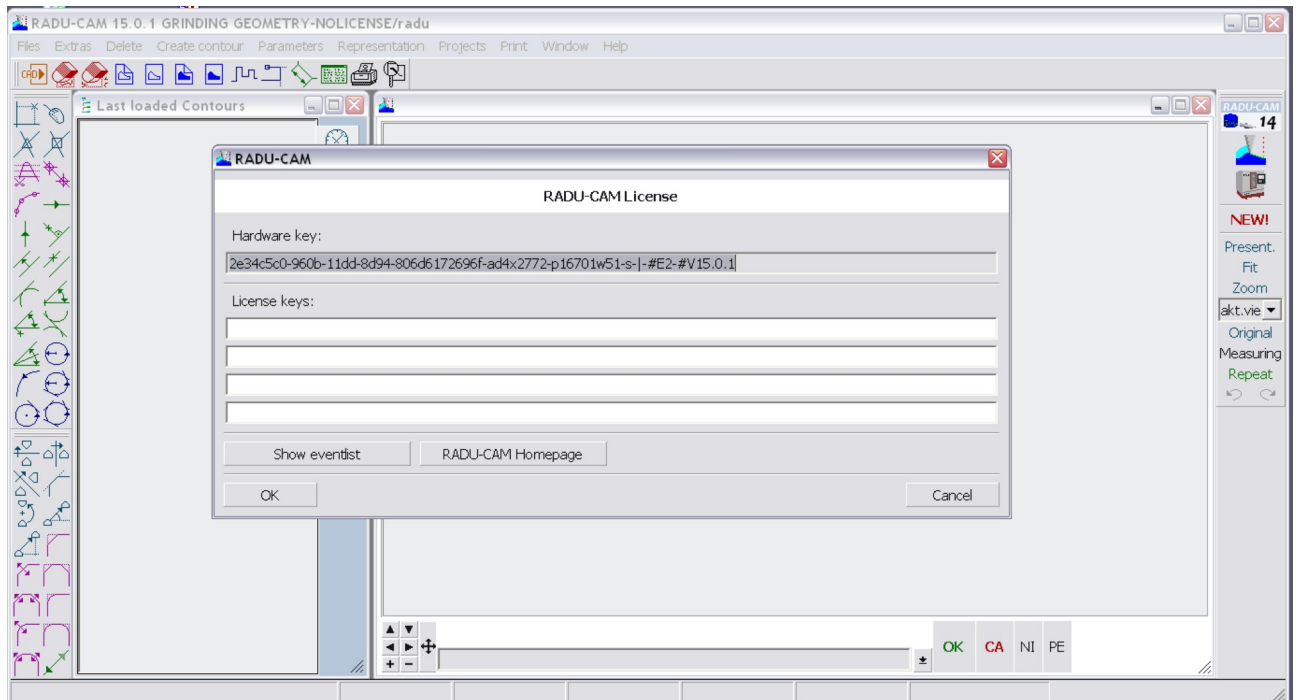 RADU-CAM 15.0.1 GRINDING GEOMETRY-NOLICENSE/radu
Files Extras Delete Create contour Parameters Representation Projects Print Window Help
CAD
Last loaded Contours
RADU-CAM
14
NEW!
Present.
Fit
Zoom
akt.vie
Original
Measuring
Repeat
RADU-CAM
RADU-CAM License
Hardware key:
2e34c5c0-960b-11dd-8d94-806d6172696f-ad4x2772-p16701w51-s-|-#E2-#V15.0.1
License keys:
Show eventlist RADU-CAM Homepage
OK Cancel
OK CA NI PE